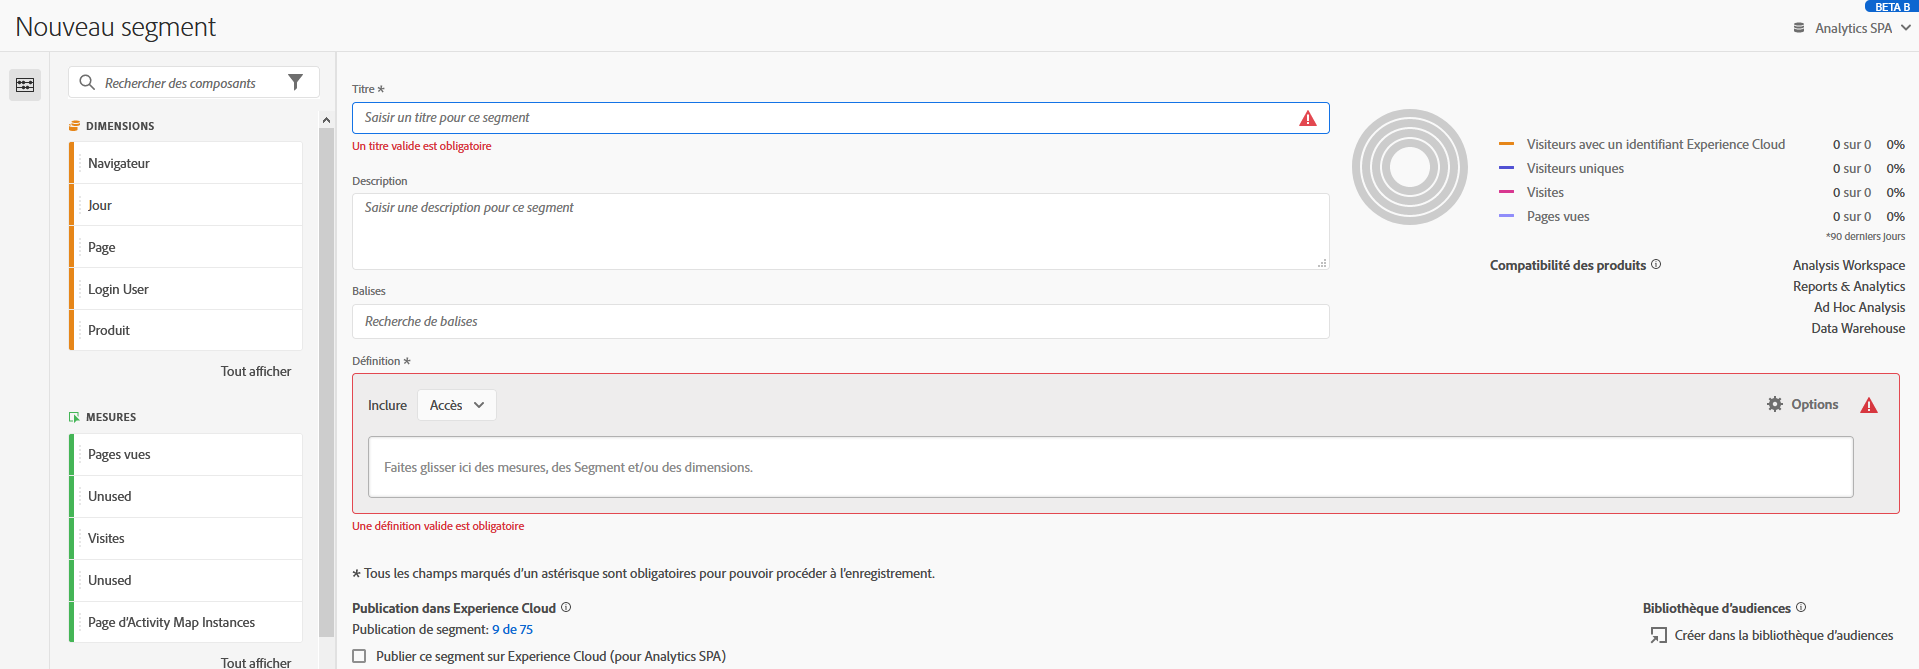 BETA B
Nouveau segment
Analytics SPA
Rechercher des composants
DIMENSIONS
Navigateur
Jour
Page
Login User
Produit
Tout afficher
MESURES
Pages vues
Unused
Visites
Unused
Page d'Activity Map Instances
Tout afficher
Titre *
Saisir un titre pour ce segment
Un titre valide est obligatoire
Description
Saisir une description pour ce segment
Balises
Recherche de balises
Visiteurs avec un identifiant Experience Cloud 0 sur 0 0%
Visiteurs uniques 0 sur 0 0%
Visites 0 sur 0 0%
Pages vues 0 sur 0 0%
*90 derniers jours
Compatibilité des produits Analysis Workspace
Reports & Analytics
Ad Hoc Analysis
Data Warehouse
Définition *
Inclure Accès Options
Faites glisser ici des mesures, des Segment et/ou des dimensions.
Une définition valide est obligatoire
* Tous les champs marqués d'un astérisque sont obligatoires pour pouvoir procéder à l'enregistrement.
Publication dans Experience Cloud
Publication de segment: 9 de 75
Publier ce segment sur Experience Cloud (pour Analytics SPA)
Bibliothèque d'audiences
Créer dans la bibliothèque d'audiences